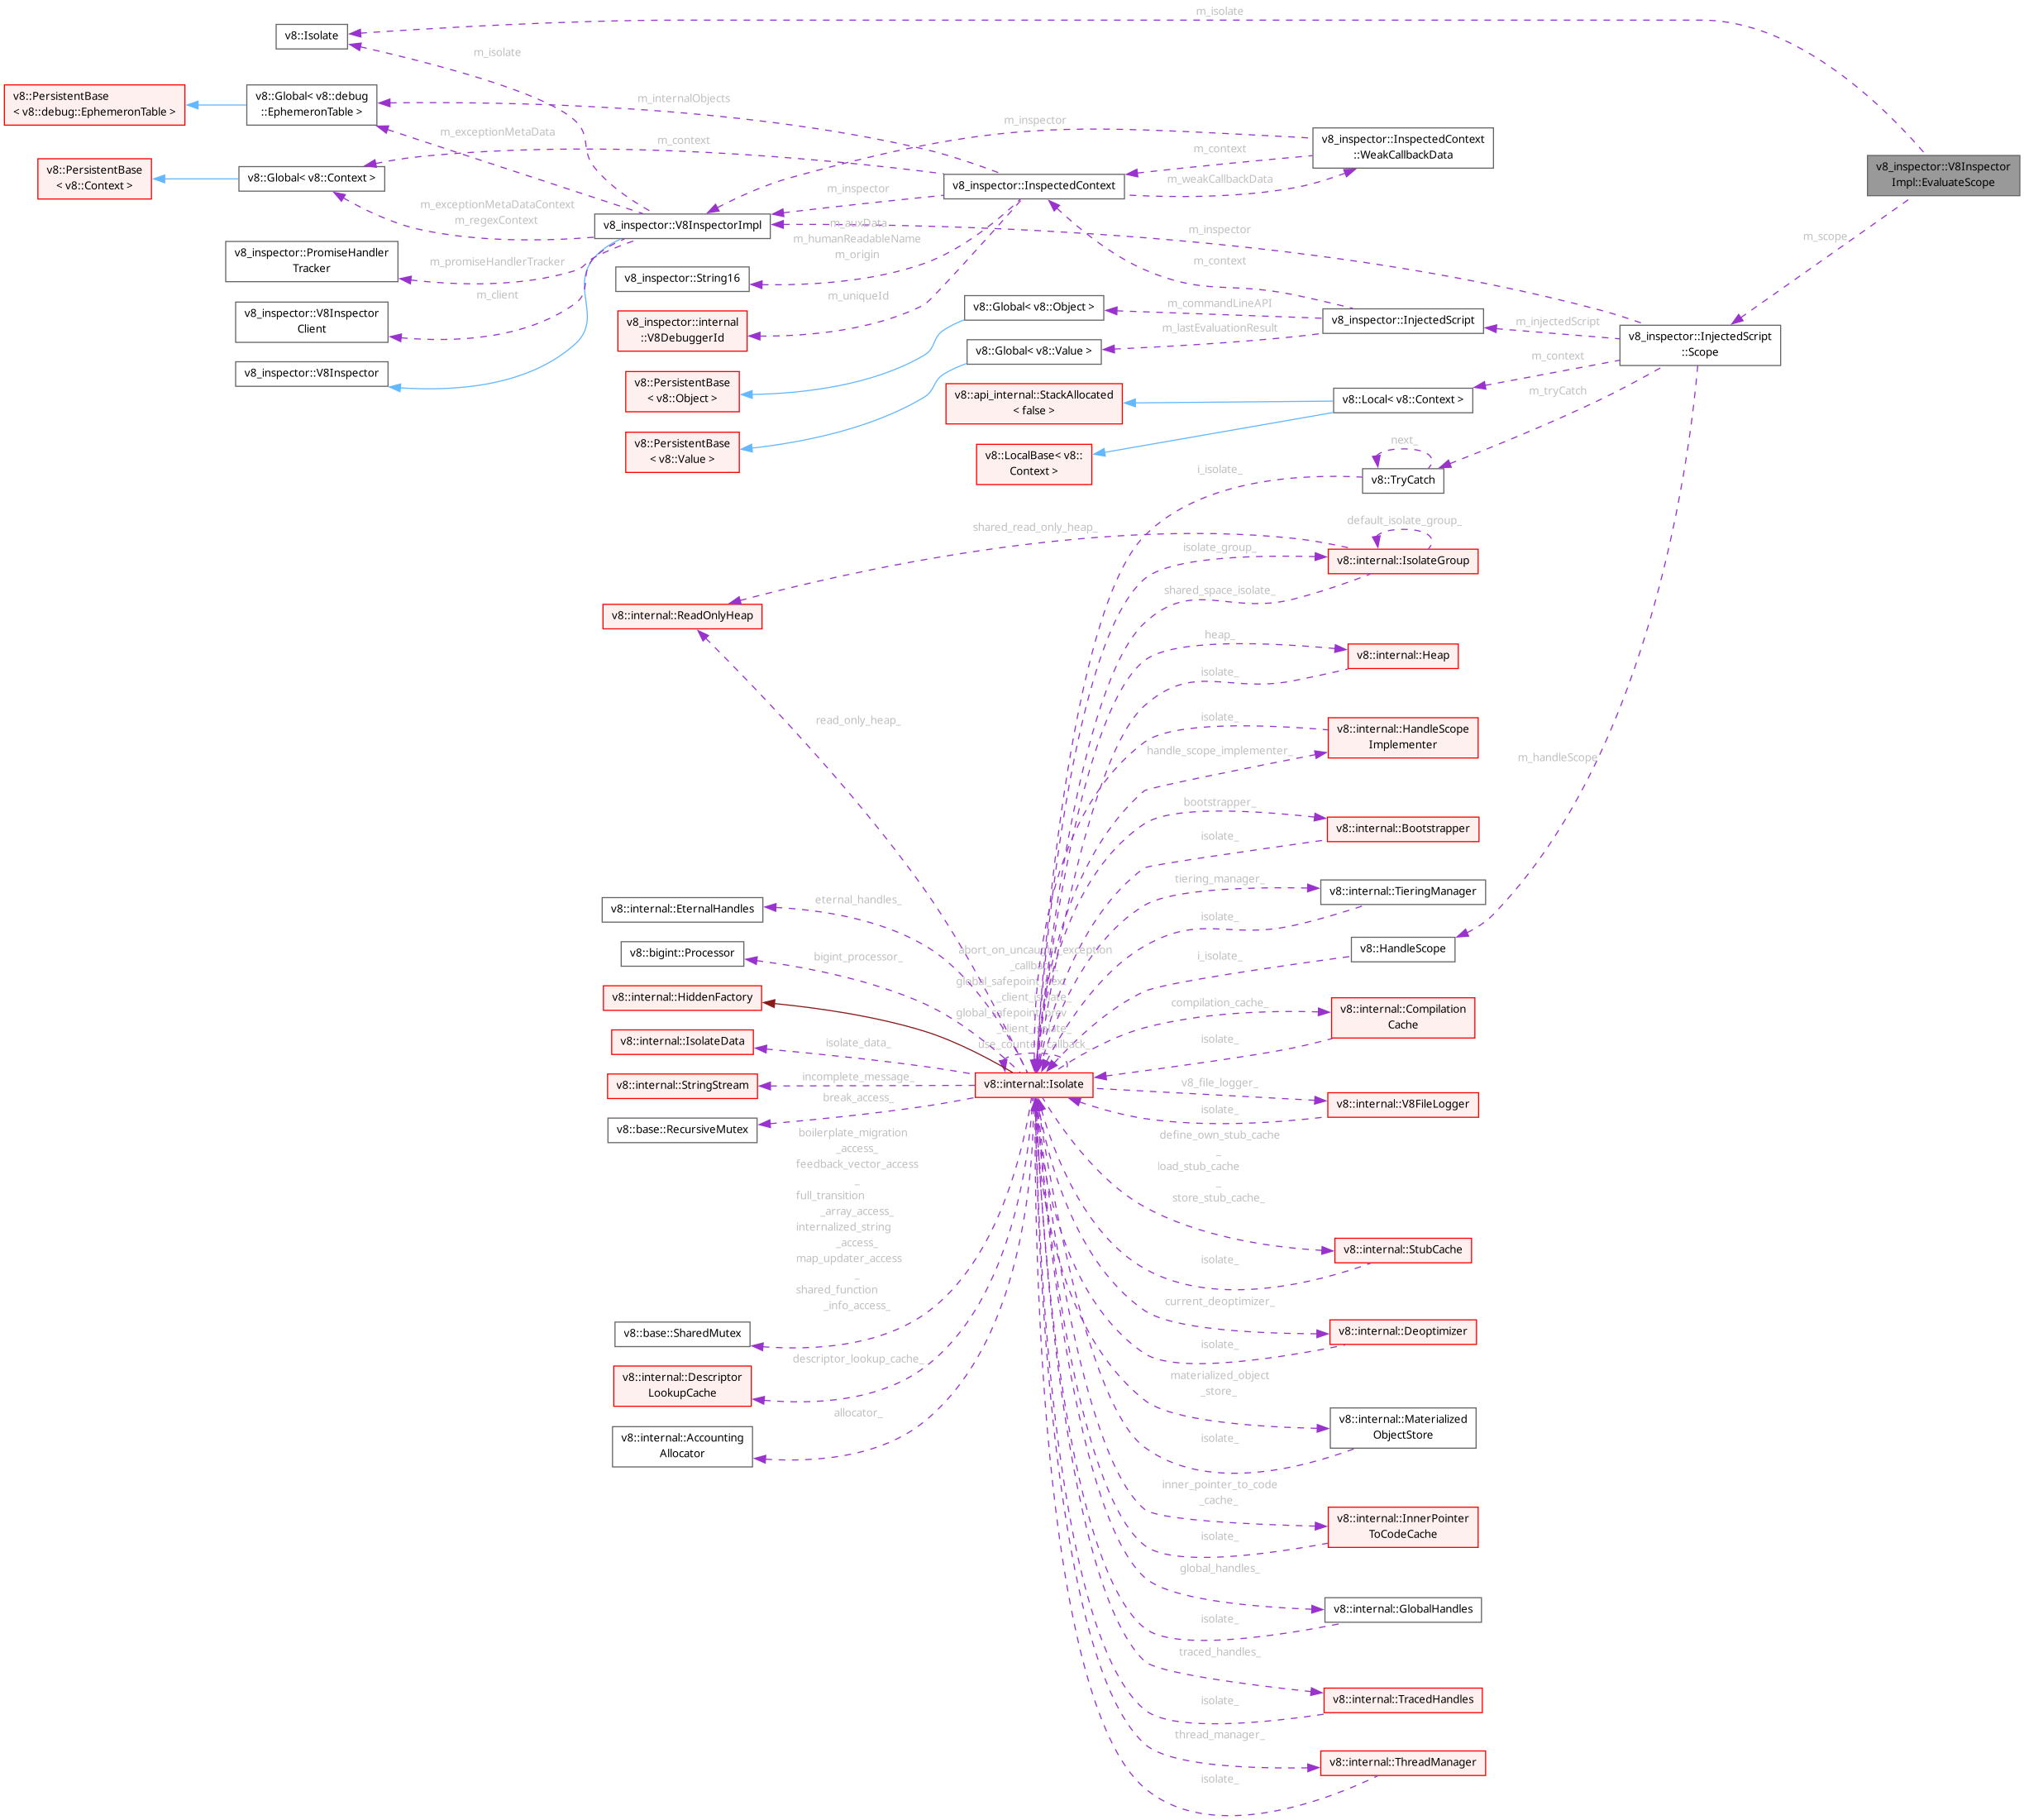 m_isolate
v8::Isolate
m_isolate
v8::PersistentBase
< v8::debug::EphemeronTable >
v8::Global< v8::debug
::EphemeronTable >
m_internalObjects
m_exceptionMetaData
m_context
m_inspector
v8_inspector::InspectedContext
::WeakCallbackData
m_context
v8_inspector::V8Inspector
Impl::EvaluateScope
v8::PersistentBase
< v8::Context >
v8::Global< v8::Context >
m_inspector
v8_inspector::InspectedContext
m_weakCallbackData
m_exceptionMetaDataContext
m_regexContext
v8_inspector::V8InspectorImpl
m_auxData
m_humanReadableName
m_origin
m_inspector
m_scope
v8_inspector::PromiseHandler
Tracker
m_promiseHandlerTracker
v8_inspector::String16
m_context
m_client
m_uniqueId
v8_inspector::V8Inspector
Client
v8_inspector::internal
::V8DebuggerId
v8::Global< v8::Object >
m_commandLineAPI
v8_inspector::InjectedScript
m_injectedScript
m_lastEvaluationResult
v8_inspector::InjectedScript
::Scope
v8_inspector::V8Inspector
v8::Global< v8::Value >
m_context
v8::PersistentBase
< v8::Object >
v8::api_internal::StackAllocated
< false >
v8::Local< v8::Context >
m_tryCatch
v8::PersistentBase
< v8::Value >
v8::LocalBase< v8::
Context >
next_
i_isolate_
v8::TryCatch
shared_read_only_heap_
default_isolate_group_
isolate_group_
v8::internal::IsolateGroup
shared_space_isolate_
v8::internal::ReadOnlyHeap
heap_
v8::internal::Heap
isolate_
read_only_heap_
isolate_
v8::internal::HandleScope
Implementer
handle_scope_implementer_
m_handleScope
bootstrapper_
v8::internal::Bootstrapper
isolate_
tiering_manager_
v8::internal::TieringManager
v8::internal::EternalHandles
eternal_handles_
isolate_
v8::bigint::Processor
bigint_processor_
abort_on_uncaught_exception
_callback_
global_safepoint_next
_client_isolate_
global_safepoint_prev
_client_isolate_
use_counter_callback_
i_isolate_
v8::HandleScope
v8::internal::HiddenFactory
compilation_cache_
v8::internal::Compilation
Cache
v8::internal::IsolateData
isolate_data_
isolate_
v8::internal::StringStream
incomplete_message_
v8::internal::Isolate
v8_file_logger_
v8::internal::V8FileLogger
break_access_
isolate_
v8::base::RecursiveMutex
boilerplate_migration
_access_
feedback_vector_access
_
full_transition
_array_access_
internalized_string
_access_
map_updater_access
_
shared_function
_info_access_
define_own_stub_cache
_
load_stub_cache
_
store_stub_cache_
v8::internal::StubCache
isolate_
current_deoptimizer_
v8::base::SharedMutex
v8::internal::Deoptimizer
isolate_
descriptor_lookup_cache_
v8::internal::Descriptor
LookupCache
materialized_object
_store_
allocator_
v8::internal::Materialized
ObjectStore
v8::internal::Accounting
Allocator
isolate_
inner_pointer_to_code
_cache_
v8::internal::InnerPointer
ToCodeCache
isolate_
global_handles_
v8::internal::GlobalHandles
isolate_
traced_handles_
v8::internal::TracedHandles
isolate_
thread_manager_
v8::internal::ThreadManager
isolate_